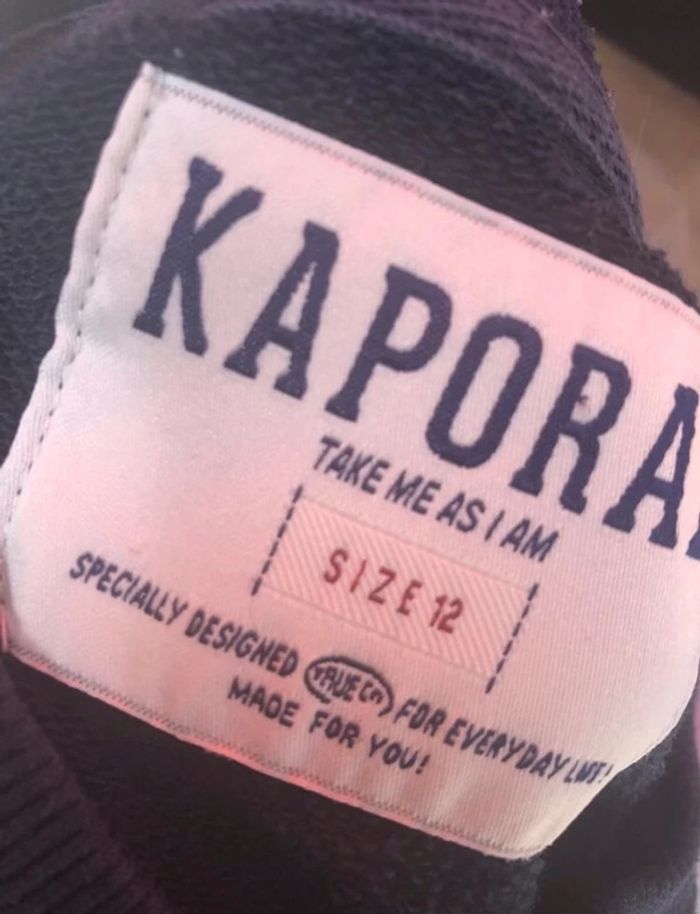 KAPORA
TAKE ME AS I AM
SIZE 12
SPECIALLY DESIGNED FOR EVERYDAY
MADE FOR YOU!